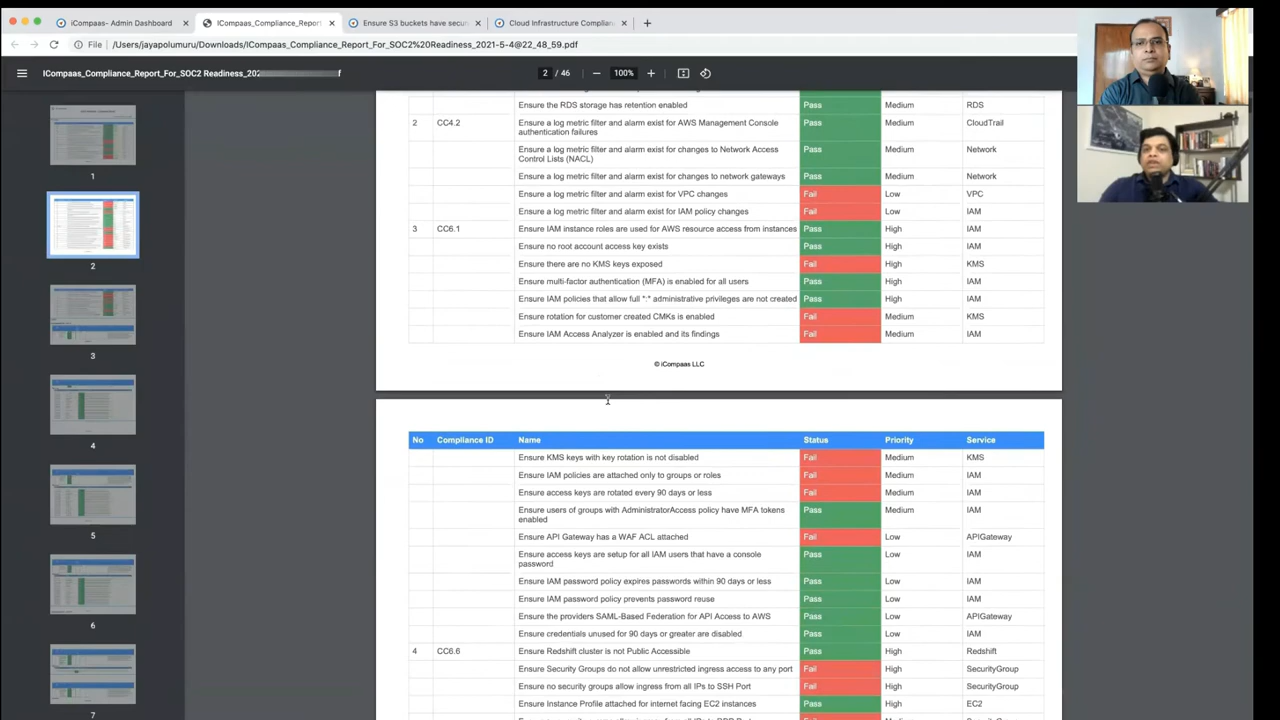 iCompaas- Admin Dashboard
ICompaas_Compliance_Report
Ensure S3 buckets have secu
Cloud Infrastructure Complian
File /Users/jayapolumuru/Downloads/ICompaas_Compliance_Report_For_SOC2%20Readiness_2021-5-4@22_48_59.pdf
ICompaas_Compliance_Report_For_SOC2 Readiness_202
2 / 46
100%
1
2
3
4
5
6
7
Ensure the RDS storage has retention enabled Pass Medium RDS
2 CC4.2 Ensure a log metric filter and alarm exist for AWS Management Console Pass Medium CloudTrail
authentication failures
Ensure a log metric filter and alarm exist for changes to Network Access Pass Medium Network
Control Lists (NACL)
Ensure a log metric filter and alarm exist for changes to network gateways Pass Medium Network
Ensure a log metric filter and alarm exist for VPC changes Fail Low VPC
Ensure a log metric filter and alarm exist for IAM policy changes Fail Low IAM
3 CC6.1 Ensure IAM instance roles are used for AWS resource access from instances Pass High IAM
Ensure no root account access key exists Pass High IAM
Ensure there are no KMS keys exposed Fail High KMS
Ensure multi-factor authentication (MFA) is enabled for all users Pass High IAM
Ensure IAM policies that allow full "*:*" administrative privileges are not created Pass High IAM
Ensure rotation for customer created CMKs is enabled Fail Medium KMS
Ensure IAM Access Analyzer is enabled and its findings Fail Medium IAM
© iCompaas LLC
No Compliance ID Name Status Priority Service
Ensure KMS keys with key rotation is not disabled Fail Medium KMS
Ensure IAM policies are attached only to groups or roles Fail Medium IAM
Ensure access keys are rotated every 90 days or less Fail Medium IAM
Ensure users of groups with AdministratorAccess policy have MFA tokens Pass Medium IAM
enabled
Ensure API Gateway has a WAF ACL attached Fail Low APIGateway
Ensure access keys are setup for all IAM users that have a console Pass Low IAM
password
Ensure IAM password policy expires passwords within 90 days or less Pass Low IAM
Ensure IAM password policy prevents password reuse Pass Low IAM
Ensure the providers SAML-Based Federation for API Access to AWS Pass Low APIGateway
Ensure credentials unused for 90 days or greater are disabled Pass Low IAM
4 CC6.6 Ensure Redshift cluster is not Public Accessible Pass High Redshift
Ensure Security Groups do not allow unrestricted ingress access to any port Fail High SecurityGroup
Ensure no security groups allow ingress from all IPs to SSH Port Fail High SecurityGroup
Ensure Instance Profile attached for internet facing EC2 instances Pass High EC2